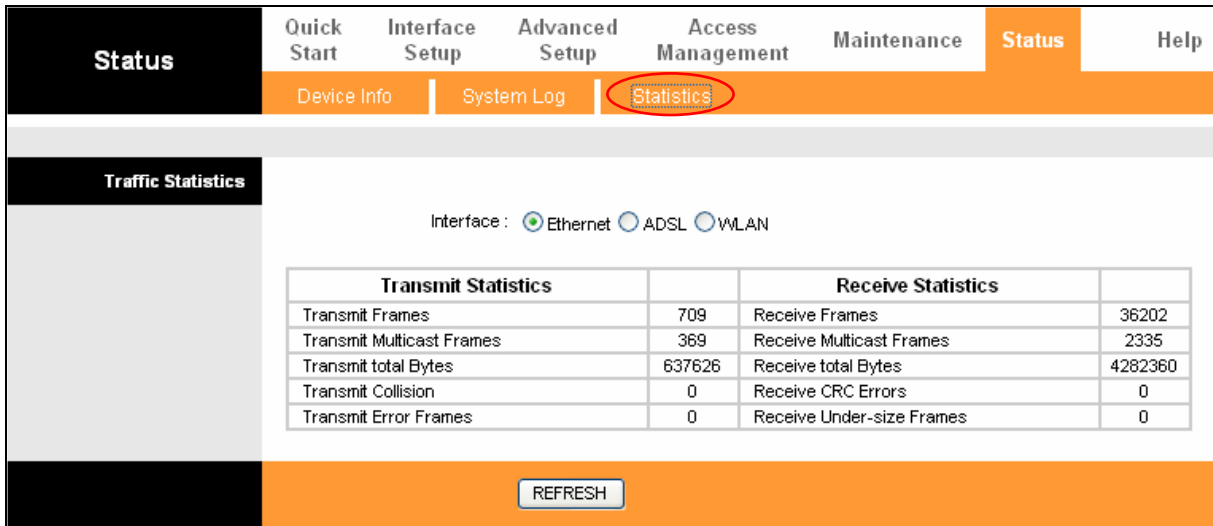 Status
Quick Start
Interface Setup
Advanced Setup
Access Management
Maintenance
Status
Help
Device Info
System Log
Statistics
Traffic Statistics
Interface : Ethernet ADSL WLAN
Transmit Statistics Receive Statistics
Transmit Frames 709 Receive Frames 36202
Transmit Multicast Frames 369 Receive Multicast Frames 2335
Transmit total Bytes 637626 Receive total Bytes 4282360
Transmit Collision 0 Receive CRC Errors 0
Transmit Error Frames 0 Receive Under-size Frames 0
REFRESH